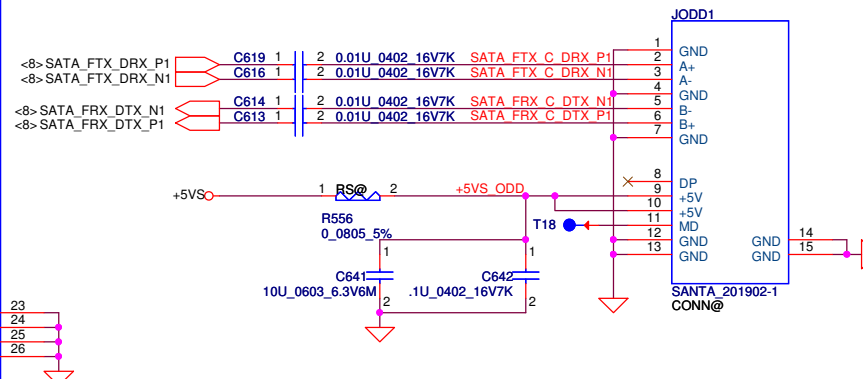 JODD1
1 GND
<8> SATA_FTX_DRX_P1 C619 1 2 0.01U_0402_16V7K SATA_FTX_C_DRX_P1 2 A+
<8> SATA_FTX_DRX_N1 C616 1 2 0.01U_0402_16V7K SATA_FTX_C_DRX_N1 3 A-
4 GND
<8> SATA_FRX_DTX_N1 C614 1 2 0.01U_0402_16V7K SATA_FRX_C_DTX_N1 5 B-
<8> SATA_FRX_DTX_P1 C613 1 2 0.01U_0402_16V7K SATA_FRX_C_DTX_P1 6 B+
7 GND
8 DP
+5VS 1 RS@ 2 +5VS_ODD 9 +5V
10 +5V
R556 T18 11 MD
0_0805_5% 12 GND GND 14
13 GND GND 15
1 1
C641 C642
10U_0603_6.3V6M .1U_0402_16V7K SANTA_201902-1
2 2 CONN@
23
24
25
26